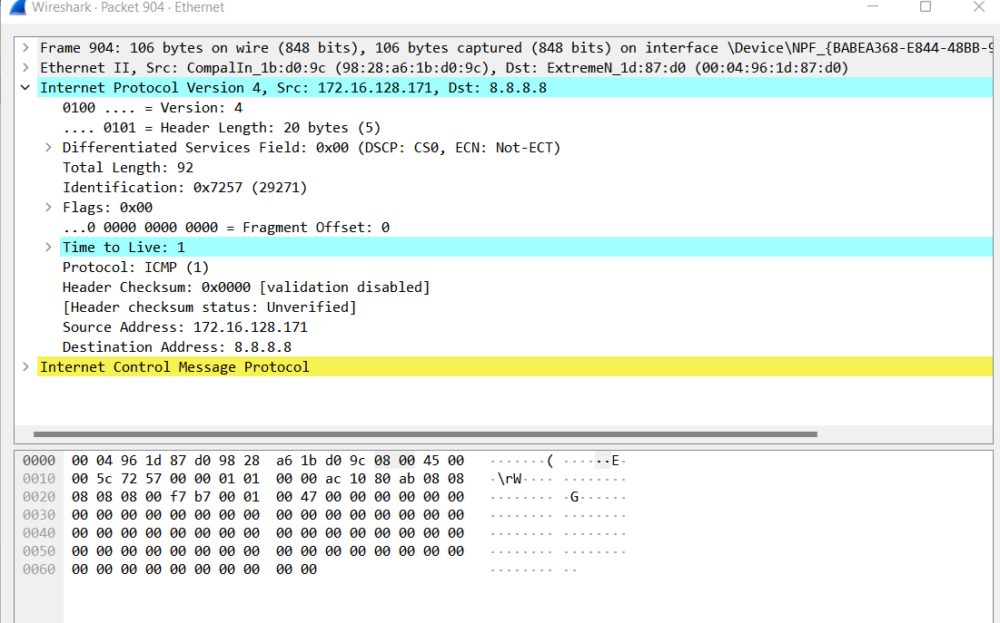 Wireshark · Packet 904 · Ethernet
Frame 904: 106 bytes on wire (848 bits), 106 bytes captured (848 bits) on interface \Device\NPF_{BABEA368-E844-48BB-9
Ethernet II, Src: CompalIn_1b:d0:9c (98:28:a6:1b:d0:9c), Dst: ExtremeN_1d:87:d0 (00:04:96:1d:87:d0)
Internet Protocol Version 4, Src: 172.16.128.171, Dst: 8.8.8.8
0100 .... = Version: 4
.... 0101 = Header Length: 20 bytes (5)
Differentiated Services Field: 0x00 (DSCP: CS0, ECN: Not-ECT)
Total Length: 92
Identification: 0x7257 (29271)
Flags: 0x00
...0 0000 0000 0000 = Fragment Offset: 0
Time to Live: 1
Protocol: ICMP (1)
Header Checksum: 0x0000 [validation disabled]
[Header checksum status: Unverified]
Source Address: 172.16.128.171
Destination Address: 8.8.8.8
Internet Control Message Protocol
0000 00 04 96 1d 87 d0 98 28 a6 1b d0 9c 08 00 45 00 ·······( ······E·
0010 00 5c 72 57 00 00 01 01 00 00 ac 10 80 ab 08 08 ·\rW···· ········
0020 08 08 08 00 f7 b7 00 01 00 47 00 00 00 00 00 00 ········ ·G······
0030 00 00 00 00 00 00 00 00 00 00 00 00 00 00 00 00 ········ ········
0040 00 00 00 00 00 00 00 00 00 00 00 00 00 00 00 00 ········ ········
0050 00 00 00 00 00 00 00 00 00 00 00 00 00 00 00 00 ········ ········
0060 00 00 00 00 00 00 00 00 00 00 ········ ··